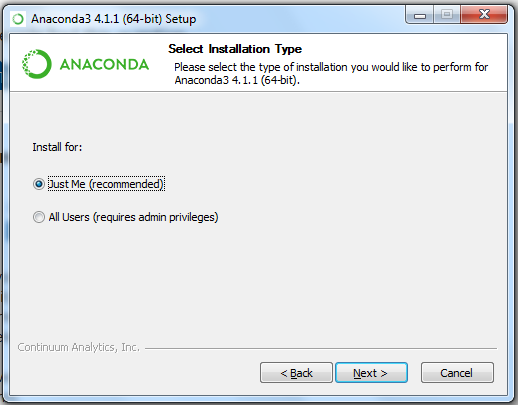 Anaconda3 4.1.1 (64-bit) Setup
ANACONDA
Select Installation Type
Please select the type of installation you would like to perform for
Anaconda3 4.1.1 (64-bit).
Install for:
Just Me (recommended)
All Users (requires admin privileges)
Continuum Analytics, Inc.
< Back
Next >
Cancel